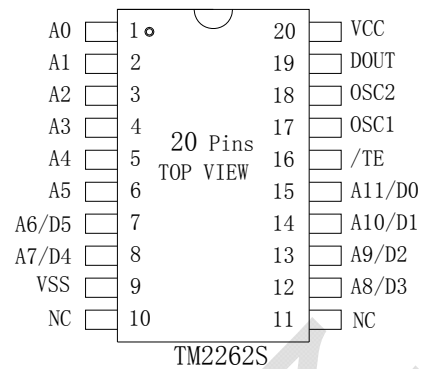 A0 1 20 VCC
A1 2 19 DOUT
A2 3 18 OSC2
A3 4 17 OSC1
A4 5 20 Pins 16 /TE
A5 6 TOP VIEW 15 A11/D0
A6/D5 7 14 A10/D1
A7/D4 8 13 A9/D2
VSS 9 12 A8/D3
NC 10 11 NC
TM2262S